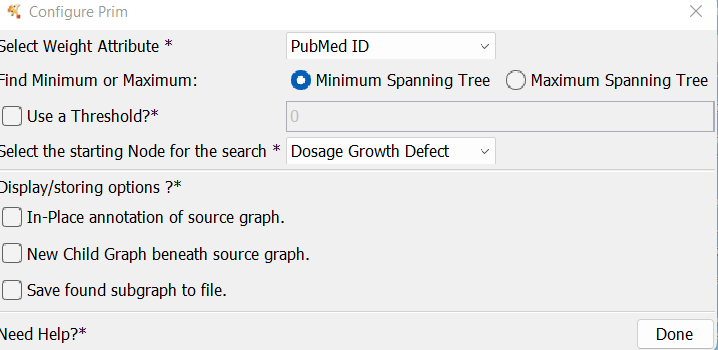 Configure Prim
Select Weight Attribute * PubMed ID
Find Minimum or Maximum: Minimum Spanning Tree Maximum Spanning Tree
Use a Threshold?* 0
Select the starting Node for the search * Dosage Growth Defect
Display/storing options ?*
In-Place annotation of source graph.
New Child Graph beneath source graph.
Save found subgraph to file.
Need Help?* Done